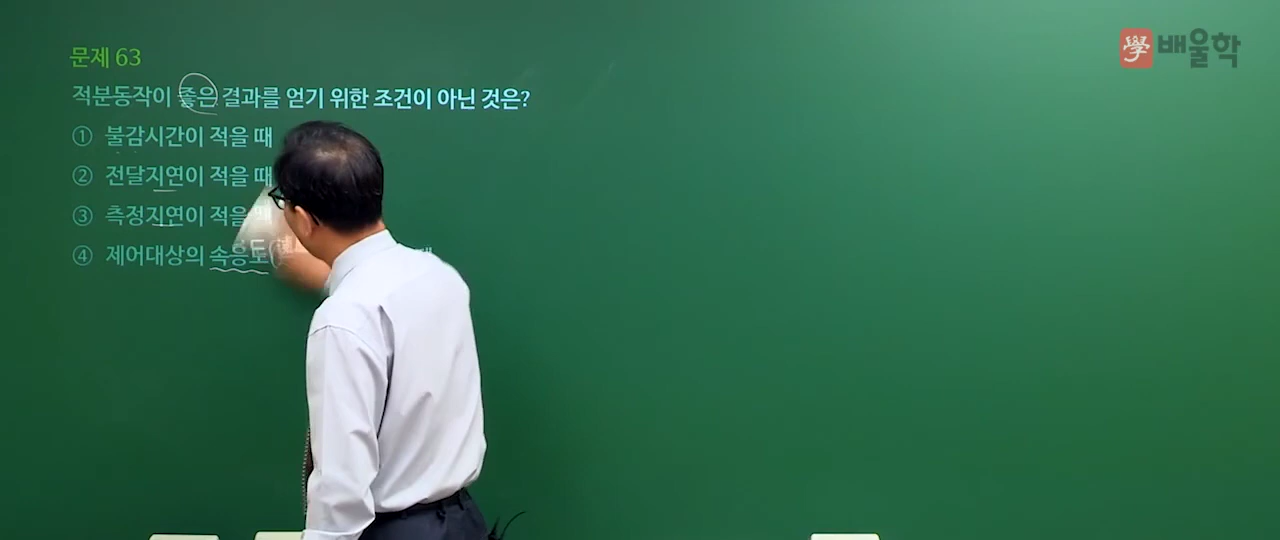 學 배울학
문제 63
적분동작이 좋은 결과를 얻기 위한 조건이 아닌 것은?
① 불감시간이 적을 때
② 전달지연이 적을 때
③ 측정지연이 적을
④ 제어대상의 속응도(